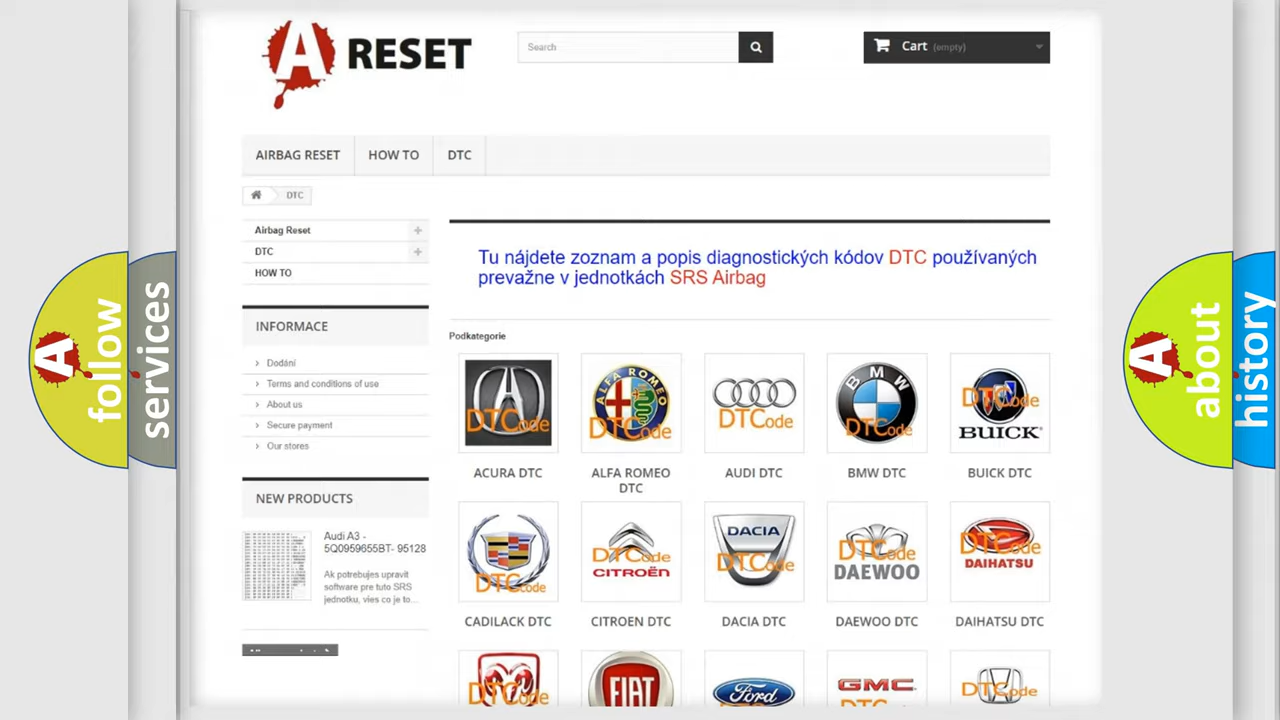 A RESET
Search
Cart (empty)
AIRBAG RESET
HOW TO
DTC
DTC
Airbag Reset
DTC
HOW TO
INFORMACE
Dodání
Terms and conditions of use
About us
Secure payment
Our stores
NEW PRODUCTS
Audi A3 -
5Q0959655BT- 95128
Ak potrebujes upravit
software pre tuto SRS
jednotku, vies co je to...
Tu nájdete zoznam a popis diagnostických kódov DTC používaných
prevažne v jednotkách SRS Airbag
Podkategorie
DTCode
ALFA ROMEO
DTCode
DTCode
BMW
DTCode
DTCode
BUICK
ACURA DTC
ALFA ROMEO
DTC
AUDI DTC
BMW DTC
BUICK DTC
DTCode
DTCode
CITROËN
DACIA
DTCode
DTCode
DAEWOO
DTCode
DAIHATSU
CADILACK DTC
CITROEN DTC
DACIA DTC
DAEWOO DTC
DAIHATSU DTC
DTCode
FIAT
Ford
GMC
DTCode
A follow
services
A about
history